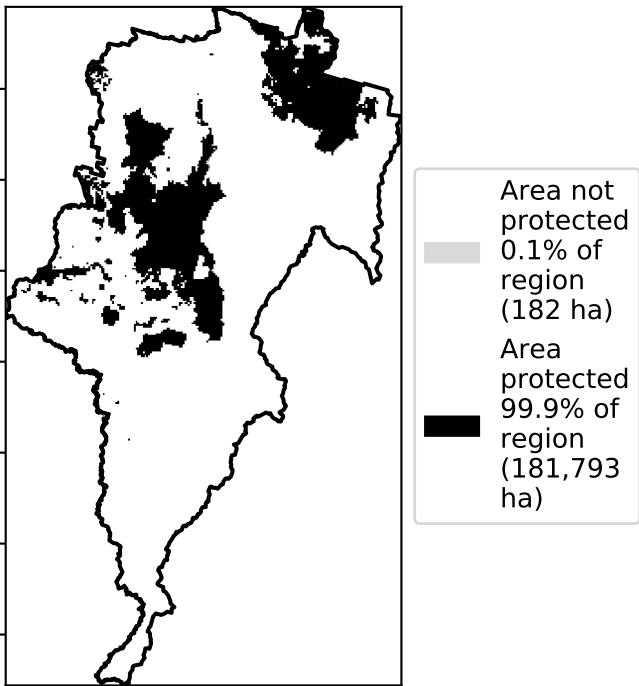 Area not
protected
0.1% of
region
(182 ha)
Area
protected
99.9% of
region
(181,793
ha)